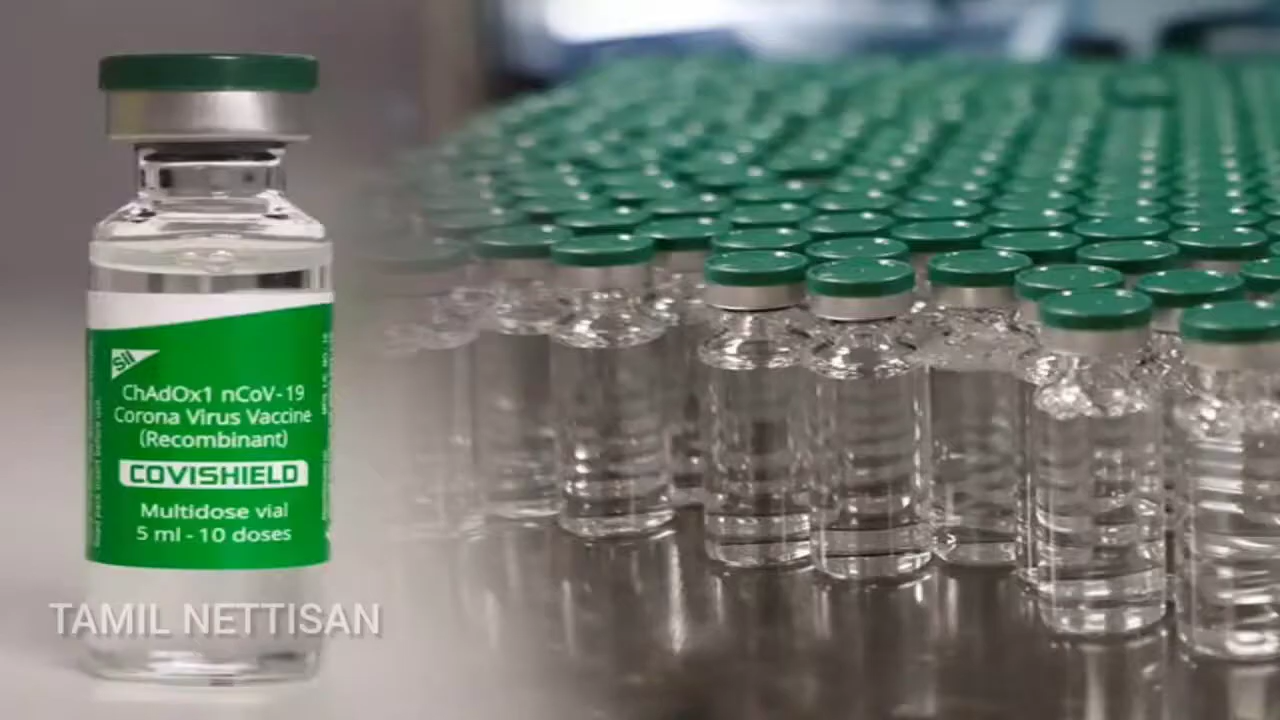 SII
ChAdOx1 nCoV-19
Corona Virus Vaccine
(Recombinant)
COVISHIELD
Multidose vial
5 ml - 10 doses
TAMIL NETTISAN